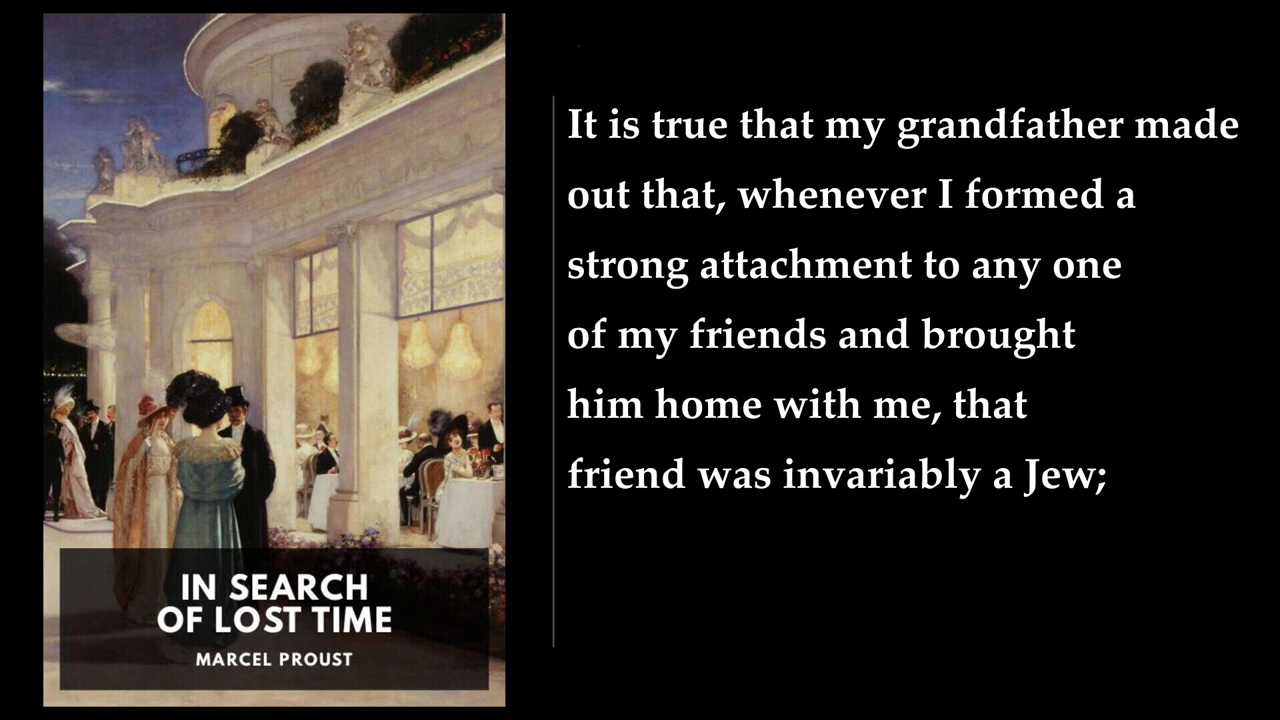 IN SEARCH
OF LOST TIME
MARCEL PROUST
It is true that my grandfather made
out that, whenever I formed a
strong attachment to any one
of my friends and brought
him home with me, that
friend was invariably a Jew;